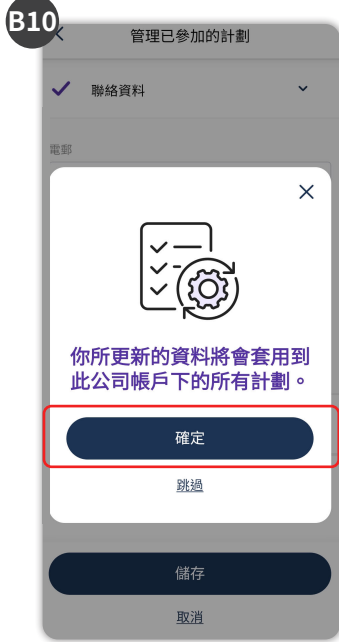 B10
管理已參加的計劃
聯絡資料
電郵
你所更新的資料將會套用到
此公司帳戶下的所有計劃。
確定
跳過
儲存
取消